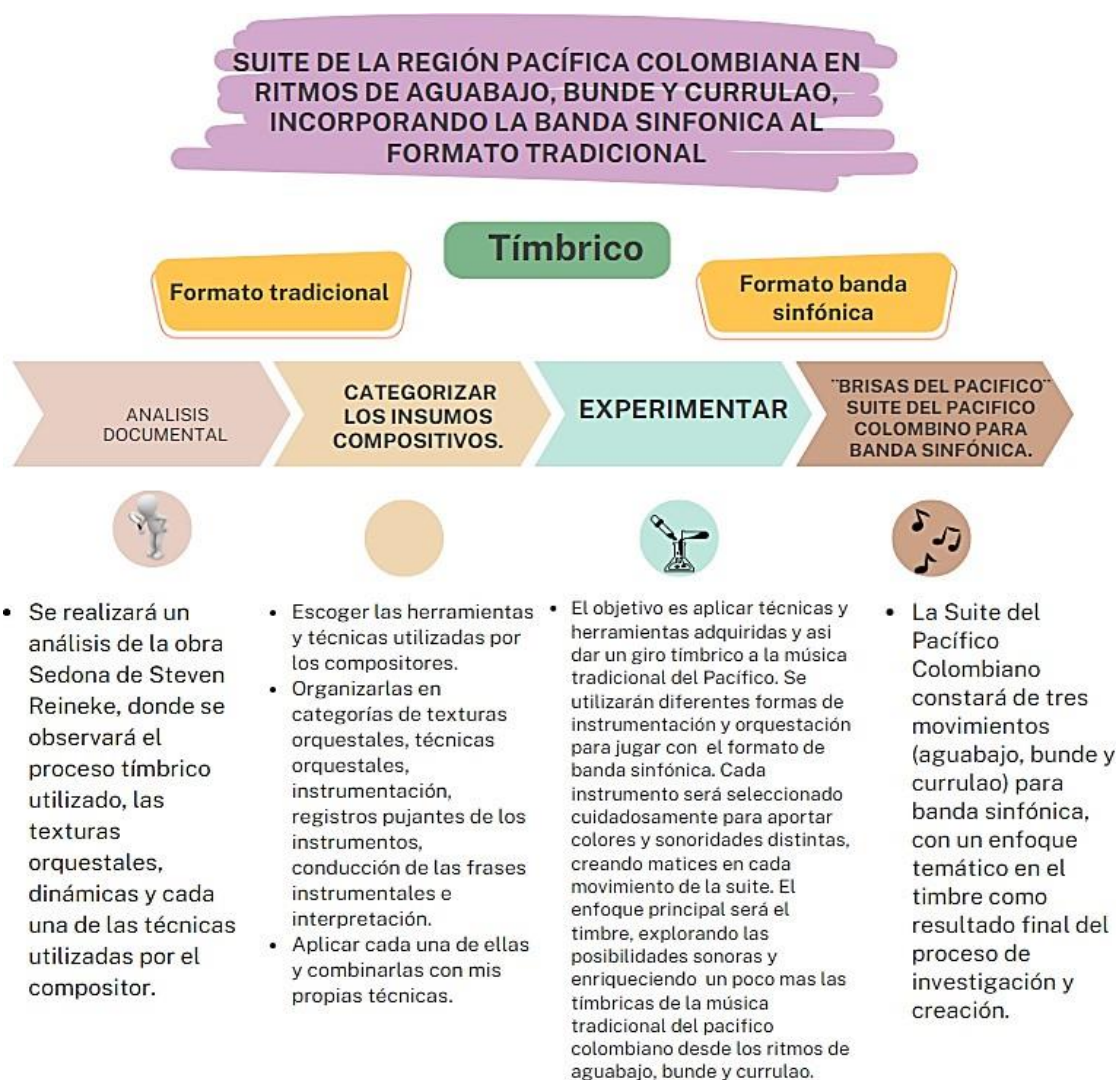 SUITE DE LA REGIÓN PACÍFICA COLOMBIANA EN
RITMOS DE AGUABAJO, BUNDE Y CURRULAO,
INCORPORANDO LA BANDA SINFONICA AL
FORMATO TRADICIONAL
Tímbrico
Formato tradicional
Formato banda
sinfónica
ANALISIS
DOCUMENTAL
CATEGORIZAR
LOS INSUMOS
COMPOSITIVOS.
EXPERIMENTAR
¨BRISAS DEL PACIFICO¨
SUITE DEL PACIFICO
COLOMBINO PARA
BANDA SINFÓNICA.
• Se realizará un
análisis de la obra
Sedona de Steven
Reineke, donde se
observará el
proceso tímbrico
utilizado, las
texturas
orquestales,
dinámicas y cada
una de las técnicas
utilizadas por el
compositor.
• Escoger las herramientas
y técnicas utilizadas por
los compositores.
• Organizarlas en
categorías de texturas
orquestales, técnicas
orquestales,
instrumentación,
registros pujantes de los
instrumentos,
conducción de las frases
instrumentales e
interpretación.
• Aplicar cada una de ellas
y combinarlas con mis
propias técnicas.
• El objetivo es aplicar técnicas y
herramientas adquiridas y asi
dar un giro tímbrico a la música
tradicional del Pacífico. Se
utilizarán diferentes formas de
instrumentación y orquestación
para jugar con el formato de
banda sinfónica. Cada
instrumento será seleccionado
cuidadosamente para aportar
colores y sonoridades distintas,
creando matices en cada
movimiento de la suite. El
enfoque principal será el
timbre, explorando las
posibilidades sonoras y
enriqueciendo un poco mas las
tímbricas de la música
tradicional del pacifico
colombiano desde los ritmos de
aguabajo, bunde y currulao.
• La Suite del
Pacífico
Colombiano
constará de tres
movimientos
(aguabajo, bunde y
currulao) para
banda sinfónica,
con un enfoque
temático en el
timbre como
resultado final del
proceso de
investigación y
creación.